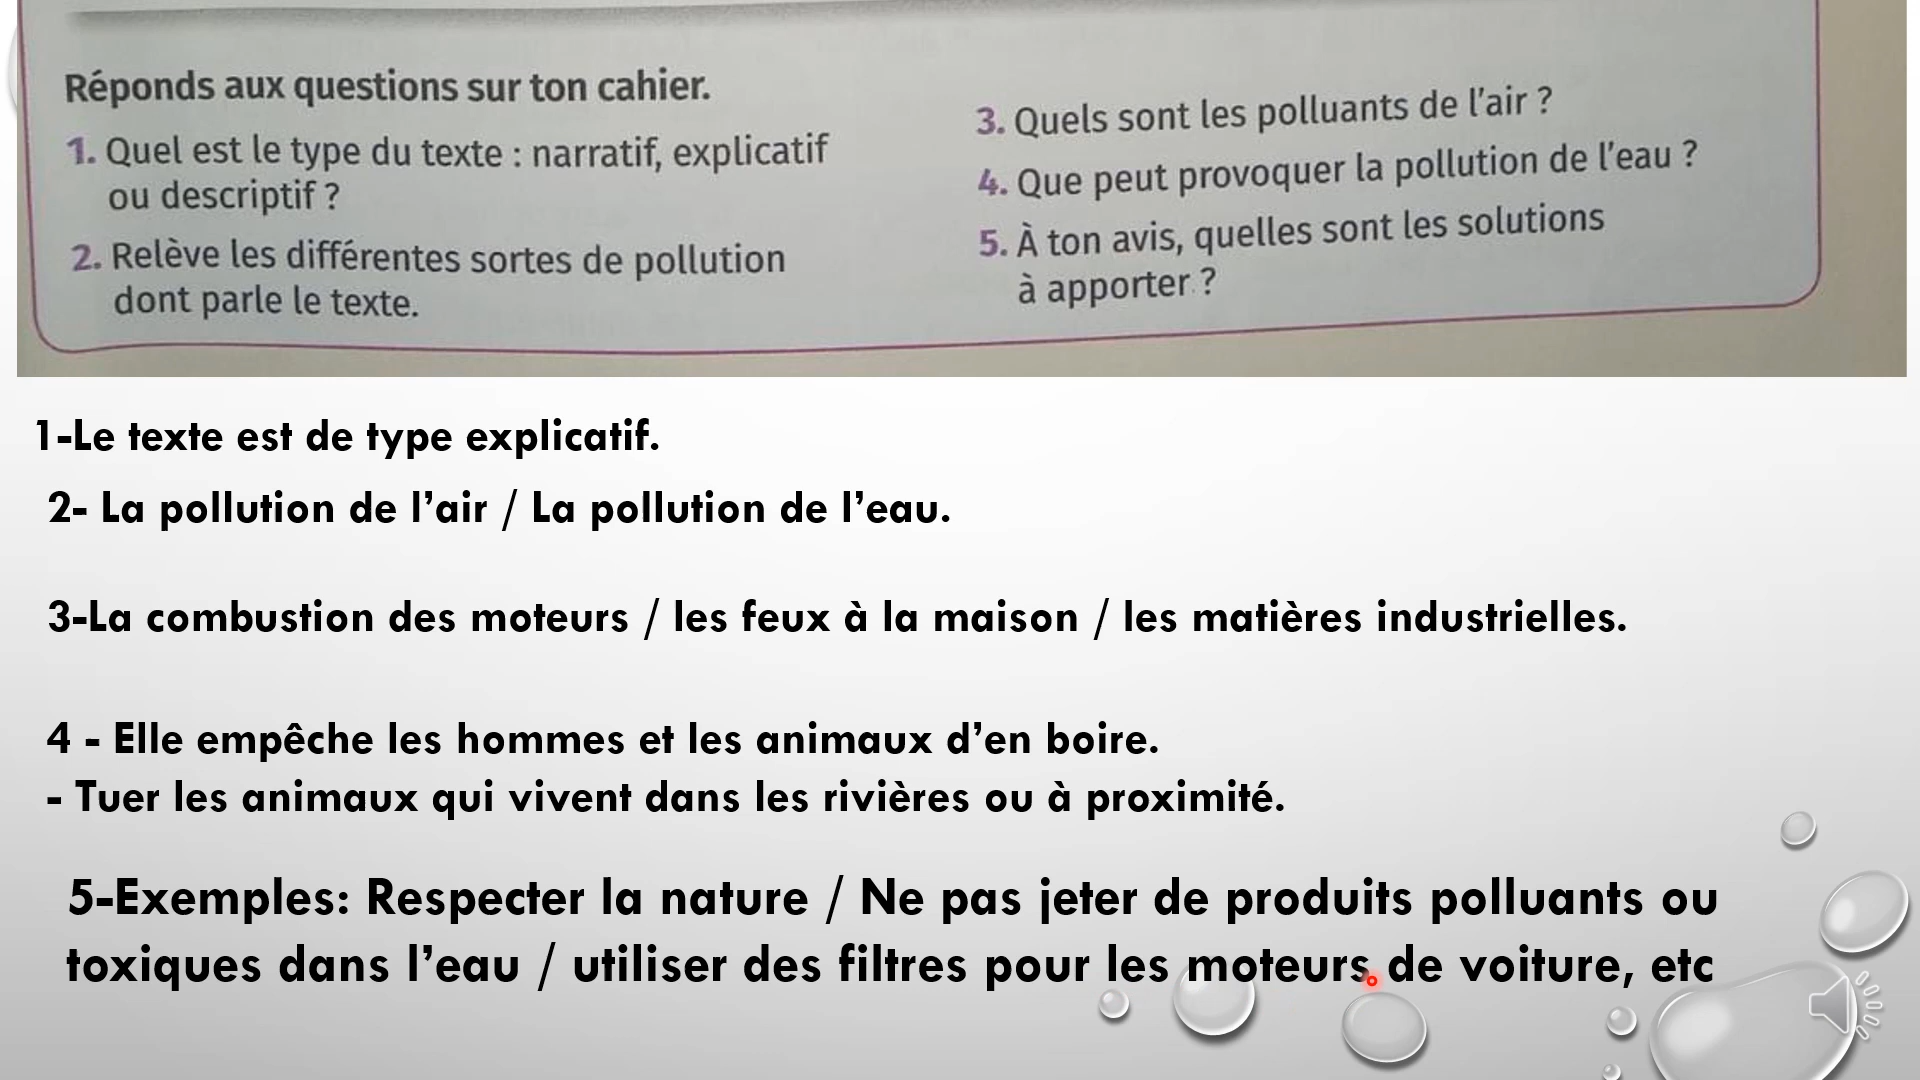 Réponds aux questions sur ton cahier.
1. Quel est le type du texte : narratif, explicatif
ou descriptif ?
2. Relève les différentes sortes de pollution
dont parle le texte.
3. Quels sont les polluants de l'air ?
4. Que peut provoquer la pollution de l'eau ?
5. À ton avis, quelles sont les solutions
à apporter ?
1-Le texte est de type explicatif.
2- La pollution de l’air / La pollution de l’eau.
3-La combustion des moteurs / les feux à la maison / les matières industrielles.
4 - Elle empêche les hommes et les animaux d’en boire.
- Tuer les animaux qui vivent dans les rivières ou à proximité.
5-Exemples: Respecter la nature / Ne pas jeter de produits polluants ou
toxiques dans l’eau / utiliser des filtres pour les moteurs de voiture, etc